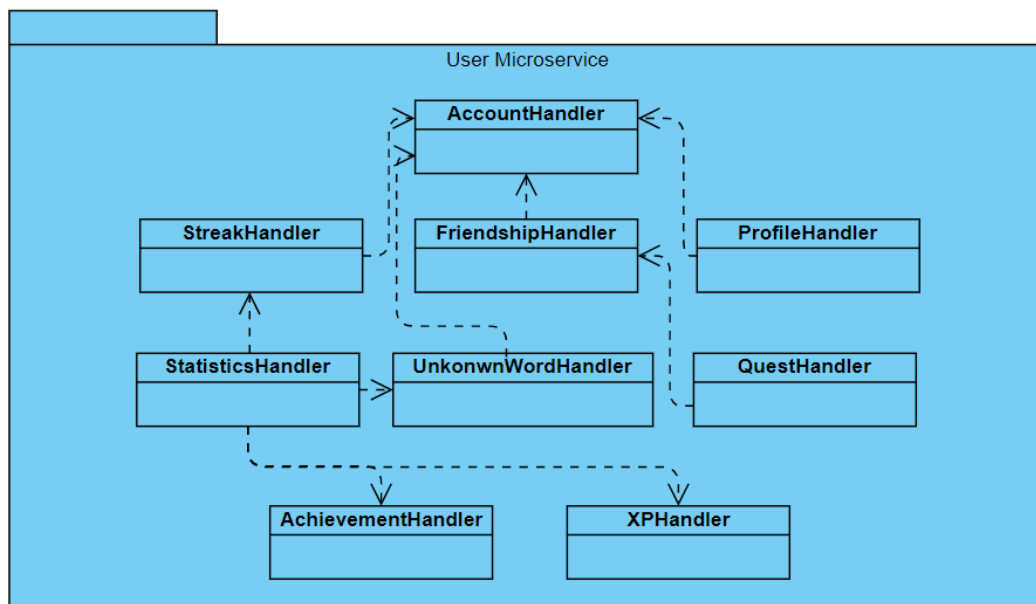 User Microservice
AccountHandler
StreakHandler
FriendshipHandler
ProfileHandler
StatisticsHandler
UnkonwnWordHandler
QuestHandler
AchievementHandler
XPHandler